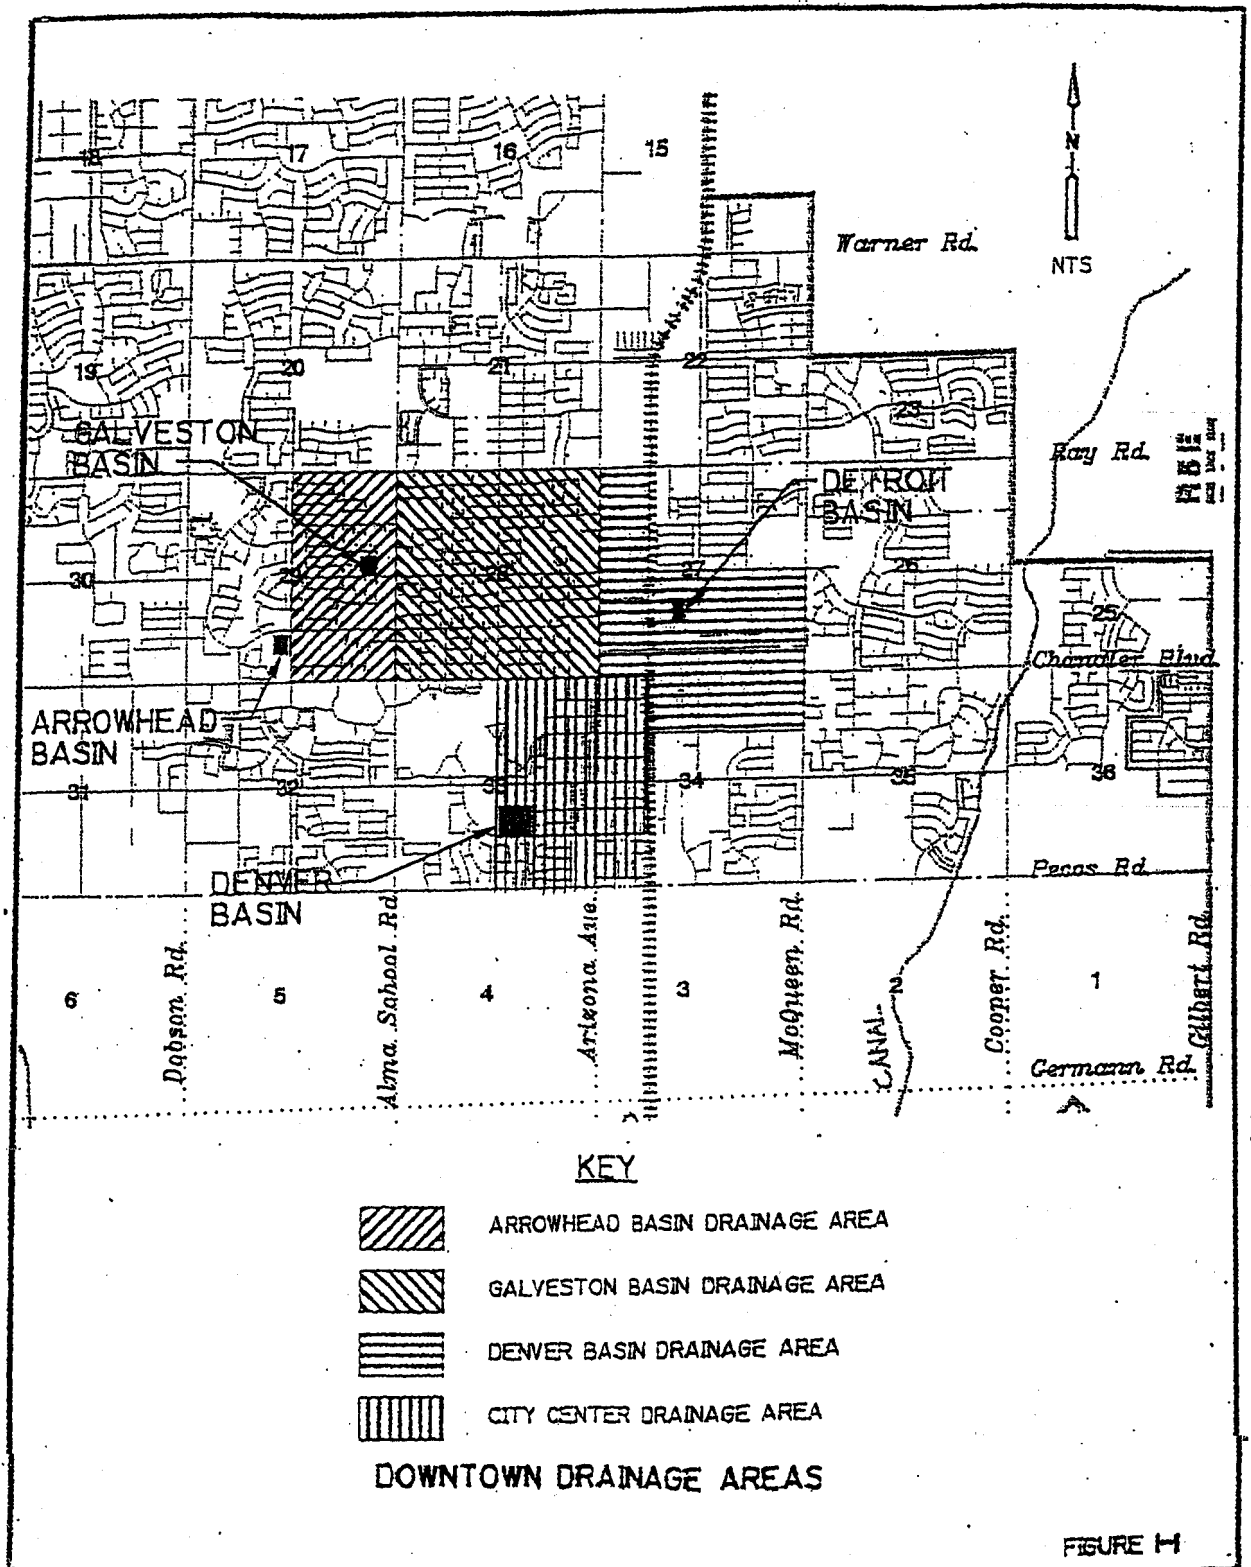 18
17
16
15
N
Warner Rd.
NTS
19
20
21
22
23
GALVESTON
BASIN
Ray Rd.
DETROIT
BASIN
30
29
28
27
26
25
Chandler Blvd.
ARROWHEAD
BASIN
31
32
33
34
35
36
Pecos Rd.
DENVER
BASIN
6
5
4
3
2
1
Dobson Rd.
Alma School Rd.
Arizona Ave.
McQueen Rd.
CANAL
Cooper Rd.
Gilbert Rd.
Germann Rd.
KEY
ARROWHEAD BASIN DRAINAGE AREA
GALVESTON BASIN DRAINAGE AREA
DENVER BASIN DRAINAGE AREA
CITY CENTER DRAINAGE AREA
DOWNTOWN DRAINAGE AREAS
FIGURE 1-1